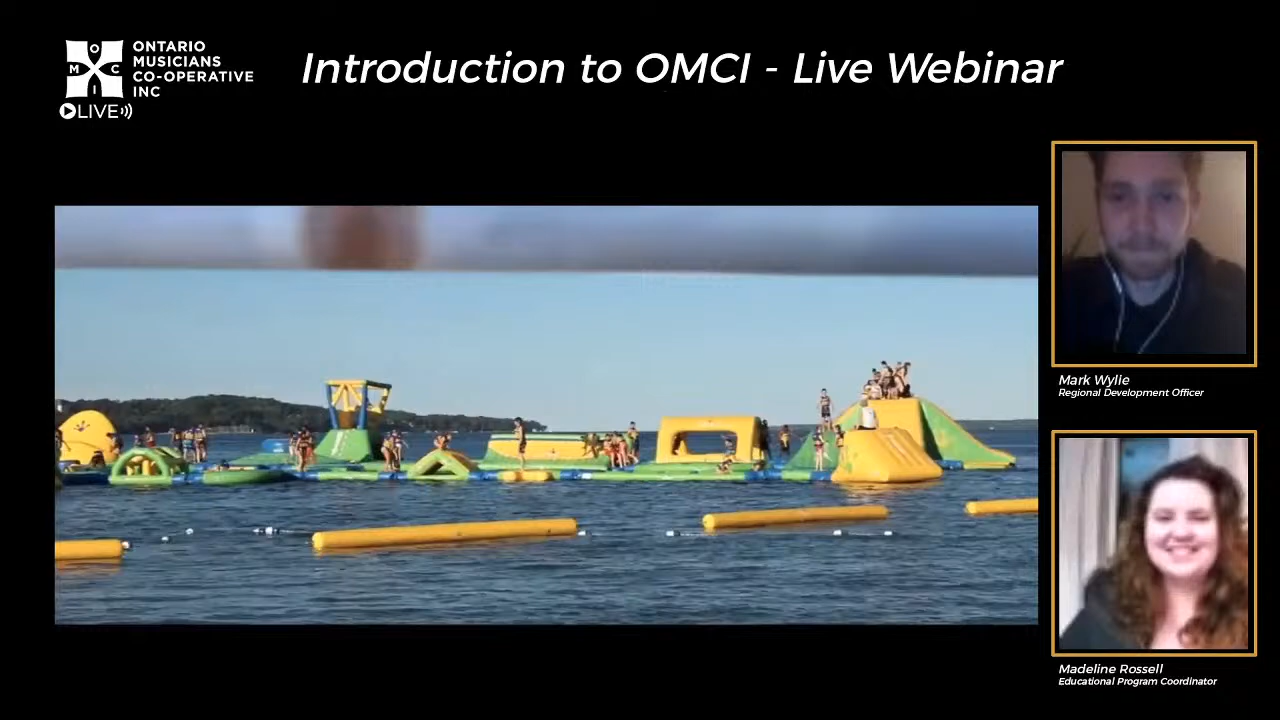 ONTARIO
MUSICIANS
CO-OPERATIVE
INC
O
M C
I
LIVE
Introduction to OMCI - Live Webinar
Mark Wylie
Regional Development Officer
Madeline Rossell
Educational Program Coordinator